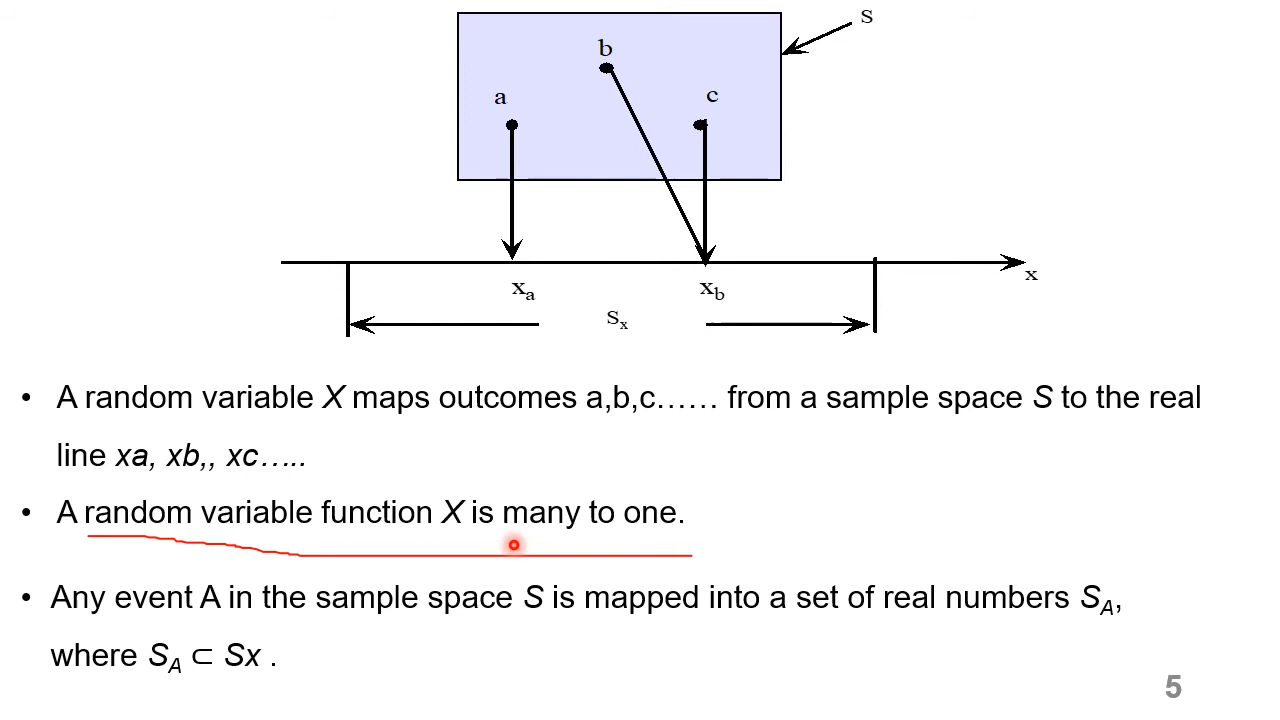 S
b
a
c
x
xa
xb
Sx
• A random variable X maps outcomes a,b,c…… from a sample space S to the real
line xa, xb,, xc…..
• A random variable function X is many to one.
• Any event A in the sample space S is mapped into a set of real numbers SA,
where SA ⊂ Sx .
5